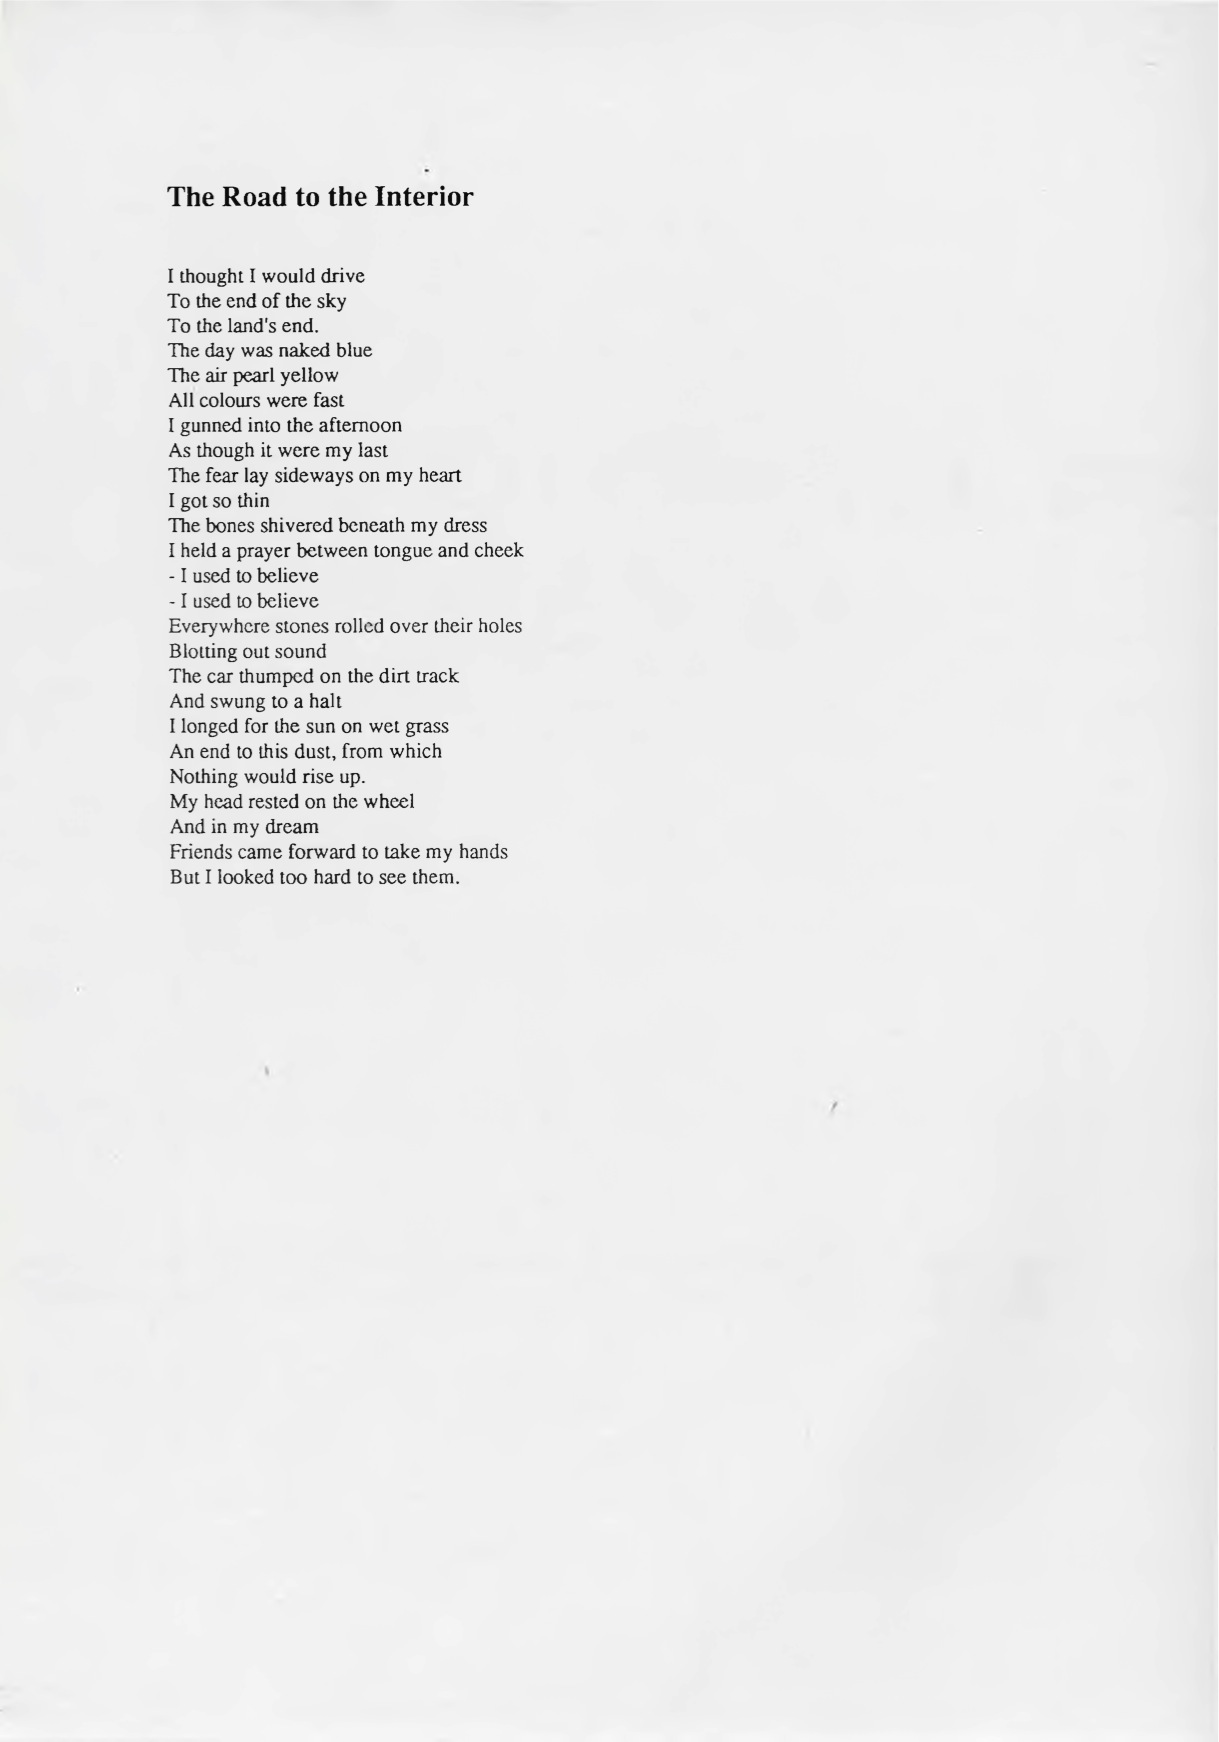 The Road to the Interior
I thought I would drive
To the end of the sky
To the land's end.
The day was naked blue
The air pearl yellow
All colours were fast
I gunned into the afternoon
As though it were my last
The fear lay sideways on my heart
I got so thin
The bones shivered beneath my dress
I held a prayer between tongue and cheek
- I used to believe
- I used to believe
Everywhere stones rolled over their holes
Blotting out sound
The car thumped on the dirt track
And swung to a halt
I longed for the sun on wet grass
An end to this dust, from which
Nothing would rise up.
My head rested on the wheel
And in my dream
Friends came forward to take my hands
But I looked too hard to see them.